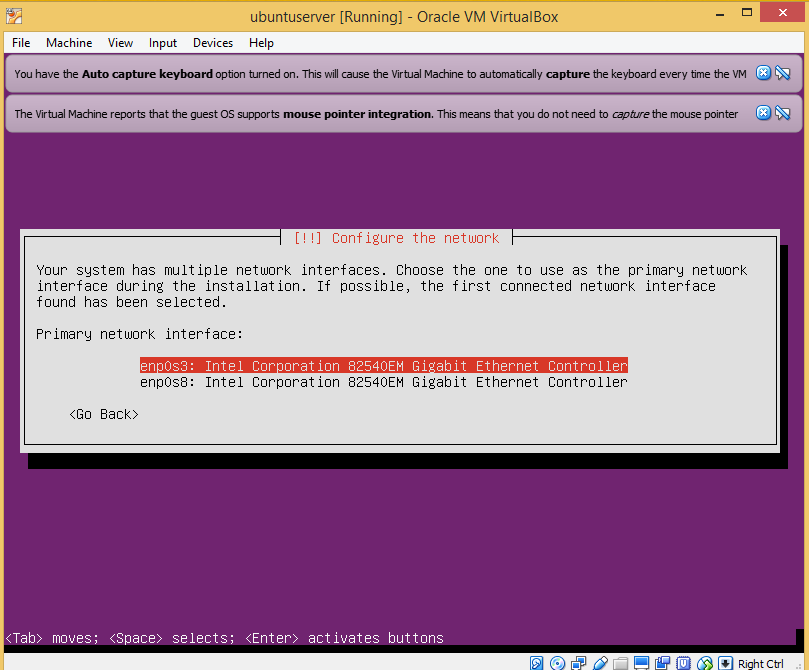 ubuntuserver [Running] - Oracle VM VirtualBox
File Machine View Input Devices Help
You have the Auto capture keyboard option turned on. This will cause the Virtual Machine to automatically capture the keyboard every time the VM
The Virtual Machine reports that the guest OS supports mouse pointer integration. This means that you do not need to capture the mouse pointer
[!!] Configure the network
Your system has multiple network interfaces. Choose the one to use as the primary network
interface during the installation. If possible, the first connected network interface
found has been selected.
Primary network interface:
enp0s3: Intel Corporation 82540EM Gigabit Ethernet Controller
enp0s8: Intel Corporation 82540EM Gigabit Ethernet Controller
<Go Back>
<Tab> moves; <Space> selects; <Enter> activates buttons
Right Ctrl